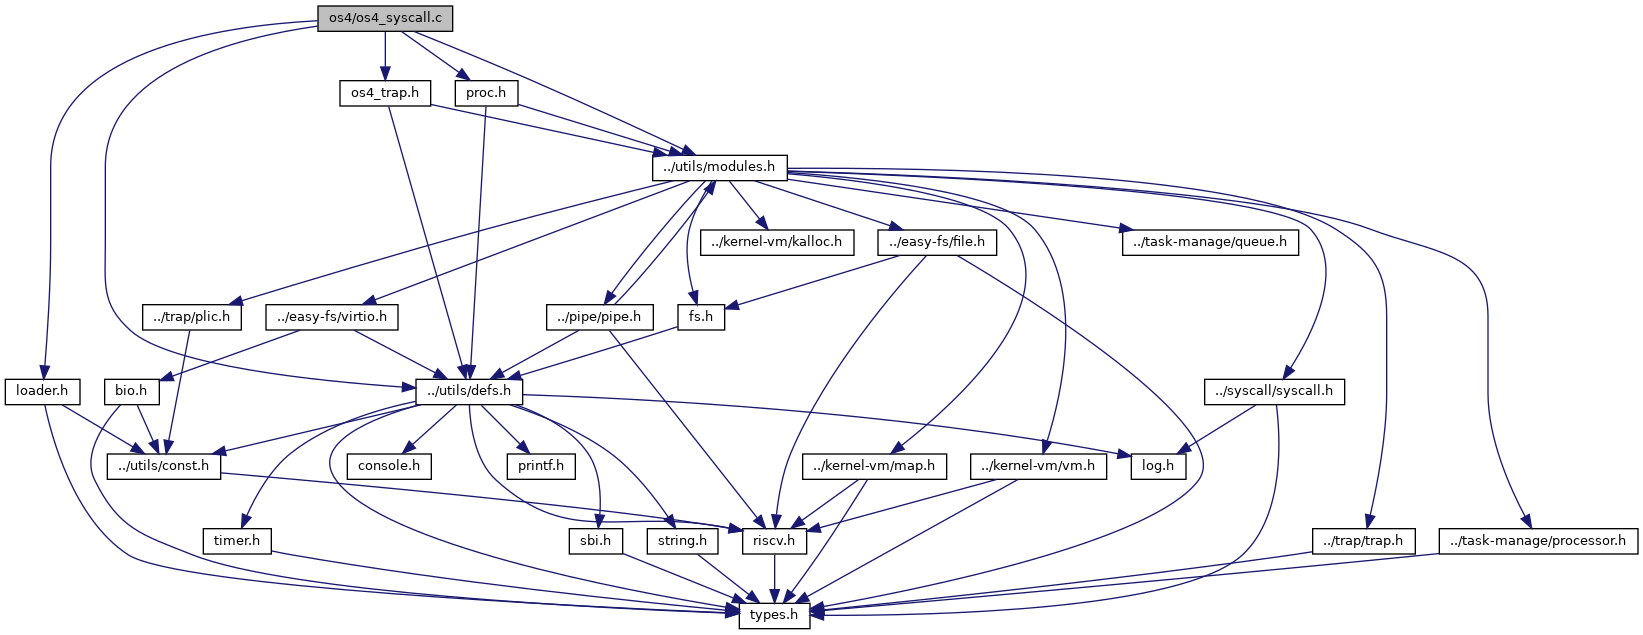 os4/os4_syscall.c
os4_trap.h
proc.h
../utils/modules.h
../kernel-vm/kalloc.h
../easy-fs/file.h
../task-manage/queue.h
../trap/plic.h
../easy-fs/virtio.h
../pipe/pipe.h
fs.h
loader.h
bio.h
../utils/defs.h
../syscall/syscall.h
../utils/const.h
console.h
printf.h
../kernel-vm/map.h
../kernel-vm/vm.h
log.h
timer.h
sbi.h
string.h
riscv.h
../trap/trap.h
../task-manage/processor.h
types.h